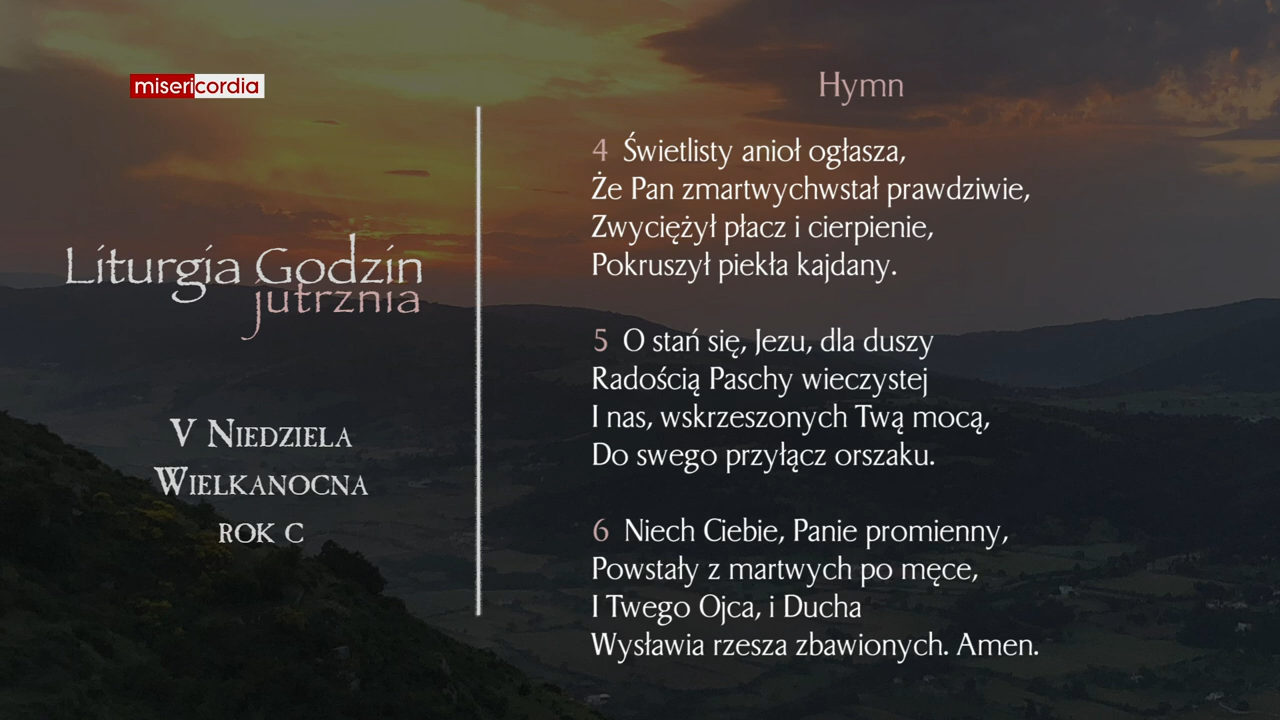 misericordia
Liturgia Godzin
jutrznia
V Niedziela
Wielkanocna
rok C
Hymn
4 Świetlisty anioł ogłasza,
Że Pan zmartwychwstał prawdziwie,
Zwyciężył płacz i cierpienie,
Pokruszył piekła kajdany.
5 O stań się, Jezu, dla duszy
Radością Paschy wieczystej
I nas, wskrzeszonych Twą mocą,
Do swego przyłącz orszaku.
6 Niech Ciebie, Panie promienny,
Powstały z martwych po męce,
I Twego Ojca, i Ducha
Wysławia rzesza zbawionych. Amen.